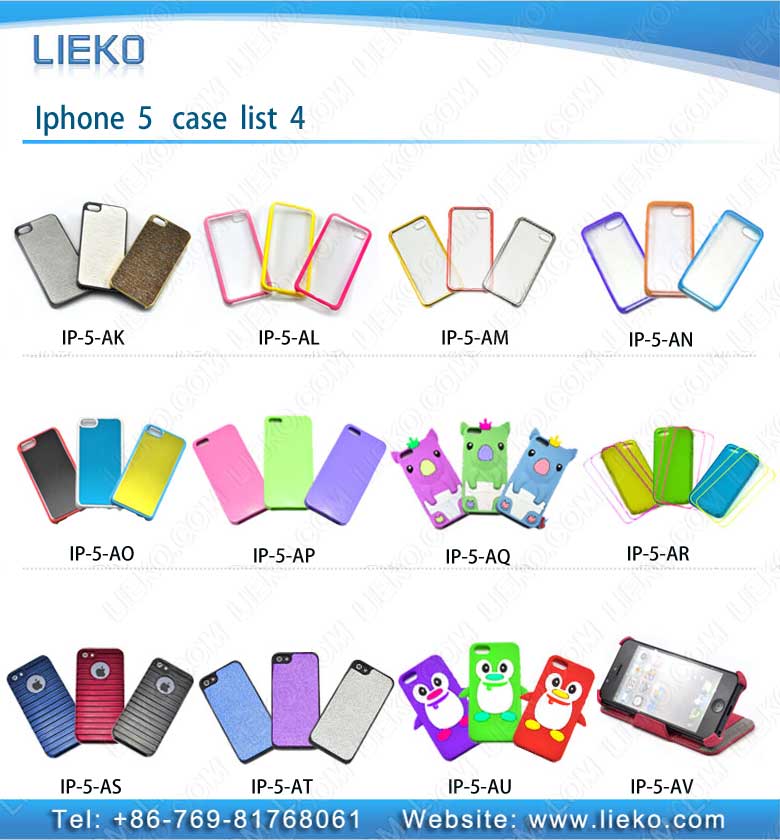 LIEKO
Iphone 5 case list 4
IP-5-AK IP-5-AL IP-5-AM IP-5-AN
IP-5-AO IP-5-AP IP-5-AQ IP-5-AR
IP-5-AS IP-5-AT IP-5-AU IP-5-AV
Tel: +86-769-81768061 Website: www.lieko.com